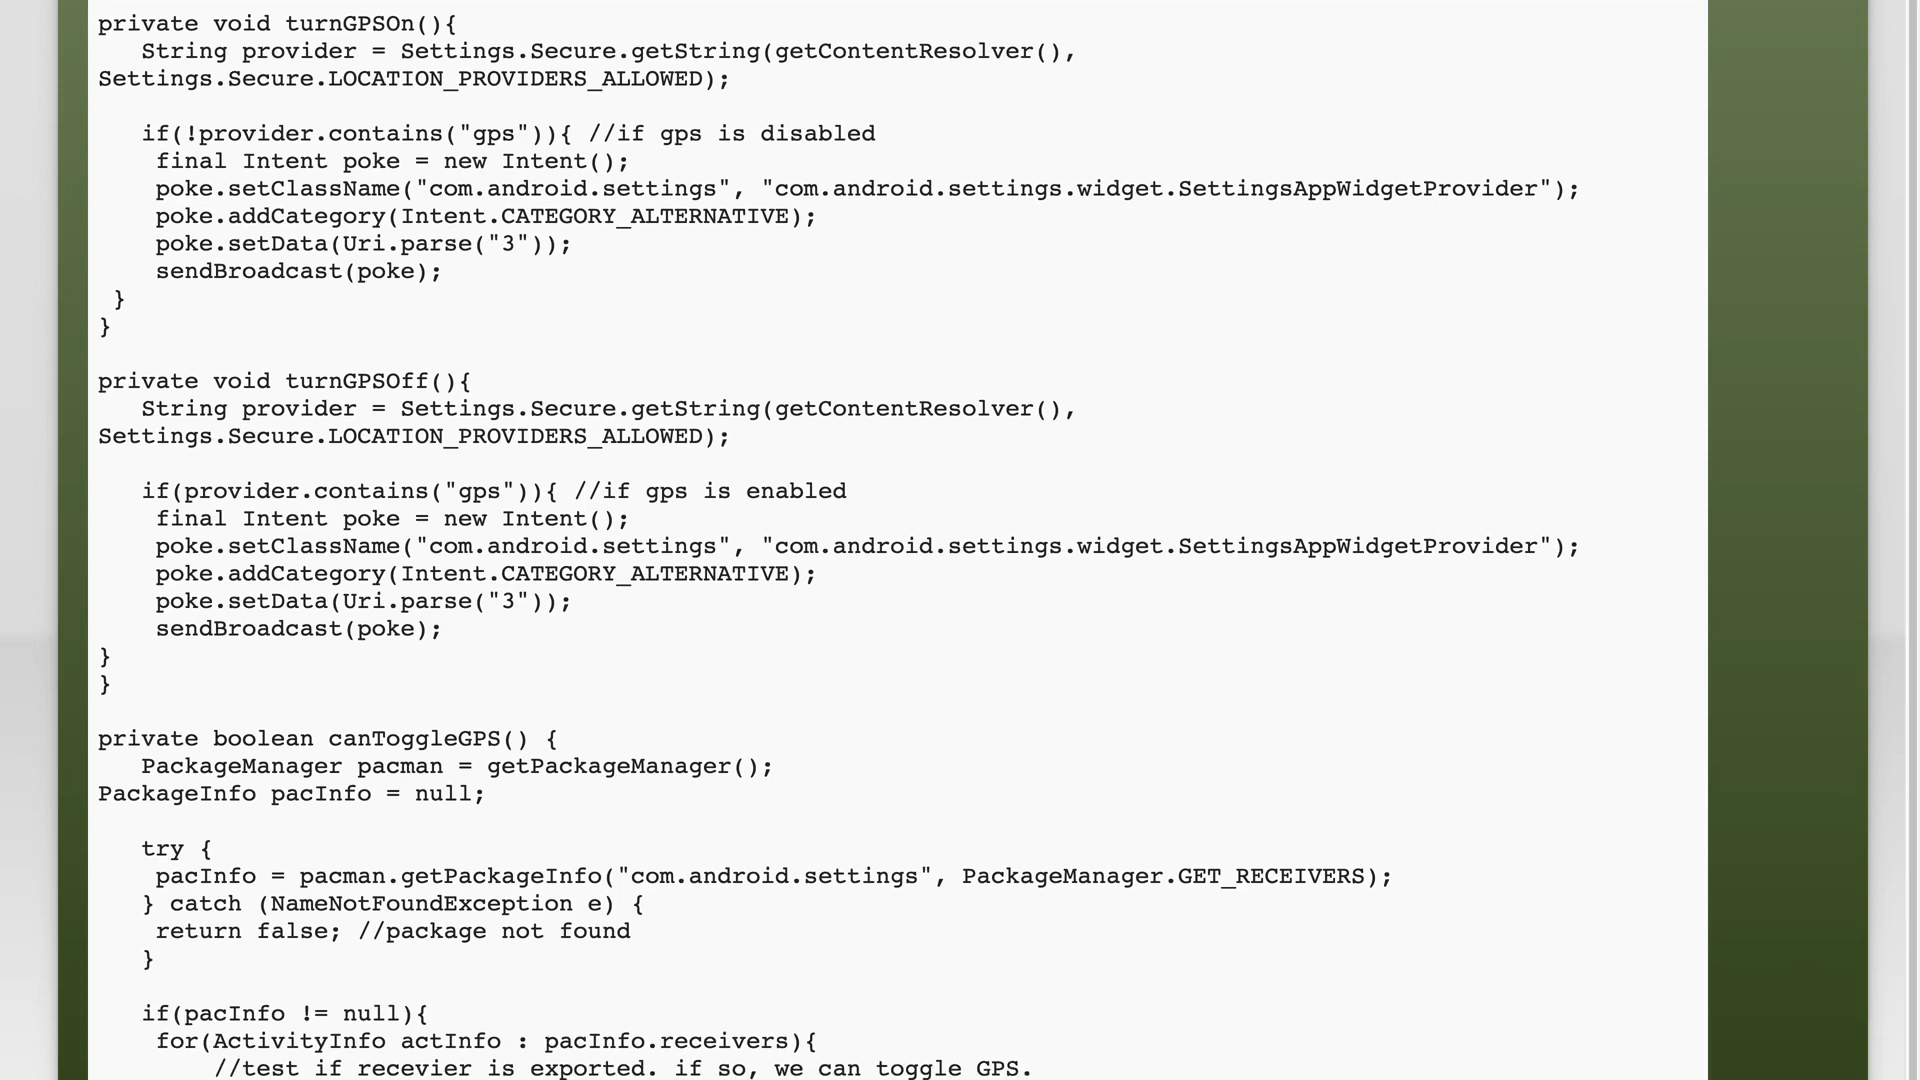 private void turnGPSOn(){
   String provider = Settings.Secure.getString(getContentResolver(),
Settings.Secure.LOCATION_PROVIDERS_ALLOWED);

   if(!provider.contains("gps")){ //if gps is disabled
    final Intent poke = new Intent();
    poke.setClassName("com.android.settings", "com.android.settings.widget.SettingsAppWidgetProvider");
    poke.addCategory(Intent.CATEGORY_ALTERNATIVE);
    poke.setData(Uri.parse("3"));
    sendBroadcast(poke);
 }
}

private void turnGPSOff(){
   String provider = Settings.Secure.getString(getContentResolver(),
Settings.Secure.LOCATION_PROVIDERS_ALLOWED);

   if(provider.contains("gps")){ //if gps is enabled
    final Intent poke = new Intent();
    poke.setClassName("com.android.settings", "com.android.settings.widget.SettingsAppWidgetProvider");
    poke.addCategory(Intent.CATEGORY_ALTERNATIVE);
    poke.setData(Uri.parse("3"));
    sendBroadcast(poke);
}
}

private boolean canToggleGPS() {
   PackageManager pacman = getPackageManager();
PackageInfo pacInfo = null;

   try {
    pacInfo = pacman.getPackageInfo("com.android.settings", PackageManager.GET_RECEIVERS);
   } catch (NameNotFoundException e) {
    return false; //package not found
   }

   if(pacInfo != null){
    for(ActivityInfo actInfo : pacInfo.receivers){
        //test if recevier is exported. if so, we can toggle GPS.